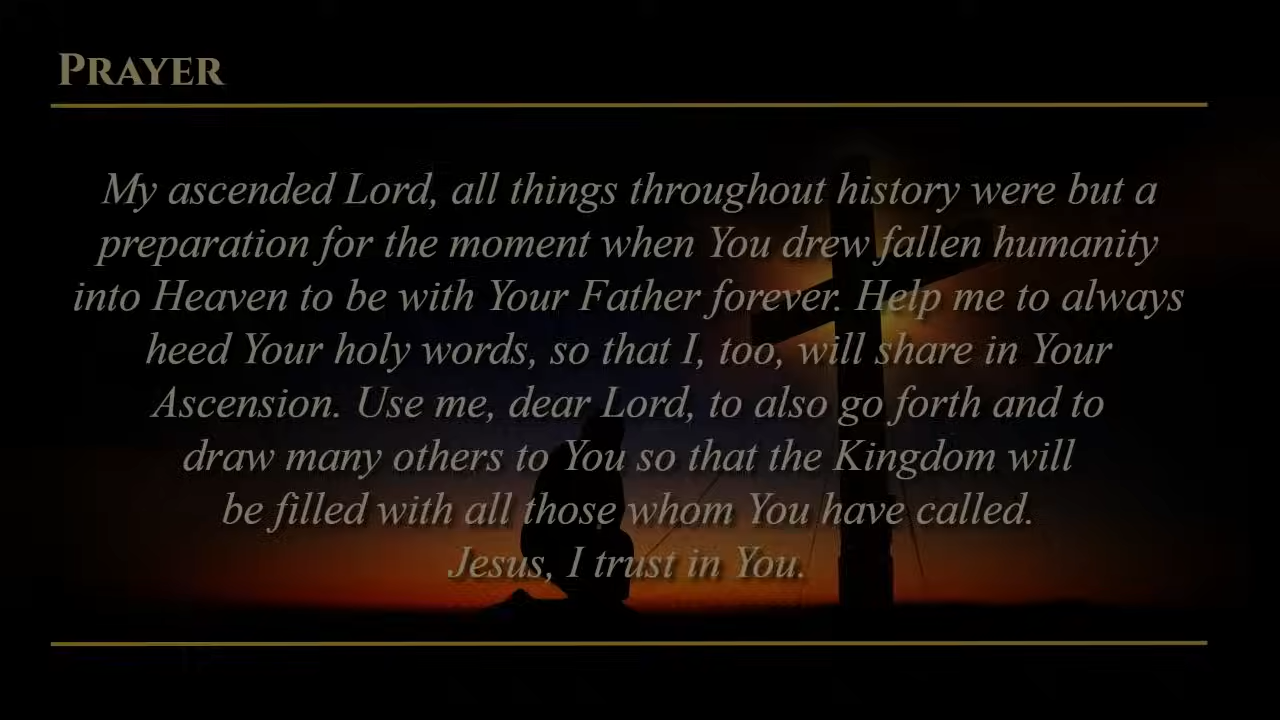 PRAYER
My ascended Lord, all things throughout history were but a
preparation for the moment when You drew fallen humanity
into Heaven to be with Your Father forever. Help me to always
heed Your holy words, so that I, too, will share in Your
Ascension. Use me, dear Lord, to also go forth and to
draw many others to You so that the Kingdom will
be filled with all those whom You have called.
Jesus, I trust in You.